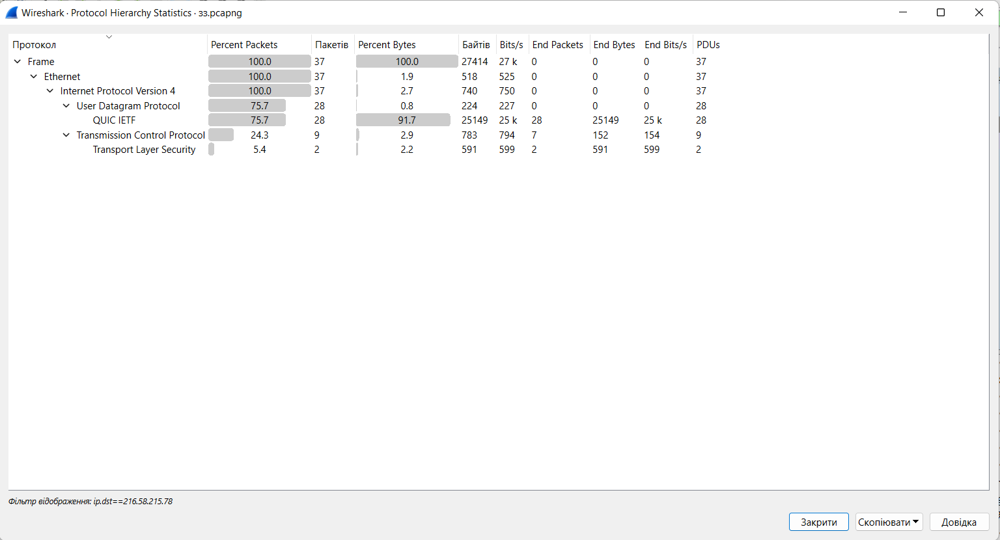 Wireshark · Protocol Hierarchy Statistics · зз.pcapng
Протокол Percent Packets Пакетів Percent Bytes Байтів Bits/s End Packets End Bytes End Bits/s PDUs
Frame 100.0 37 100.0 27414 27 k 0 0 0 37
Ethernet 100.0 37 1.9 518 525 0 0 0 37
Internet Protocol Version 4 100.0 37 2.7 740 750 0 0 0 37
User Datagram Protocol 75.7 28 0.8 224 227 0 0 0 28
QUIC IETF 75.7 28 91.7 25149 25 k 28 25149 25 k 28
Transmission Control Protocol 24.3 9 2.9 783 794 7 152 154 9
Transport Layer Security 5.4 2 2.2 591 599 2 591 599 2
Фільтр відображення: ip.dst==216.58.215.78
Закрити Скопіювати Довідка